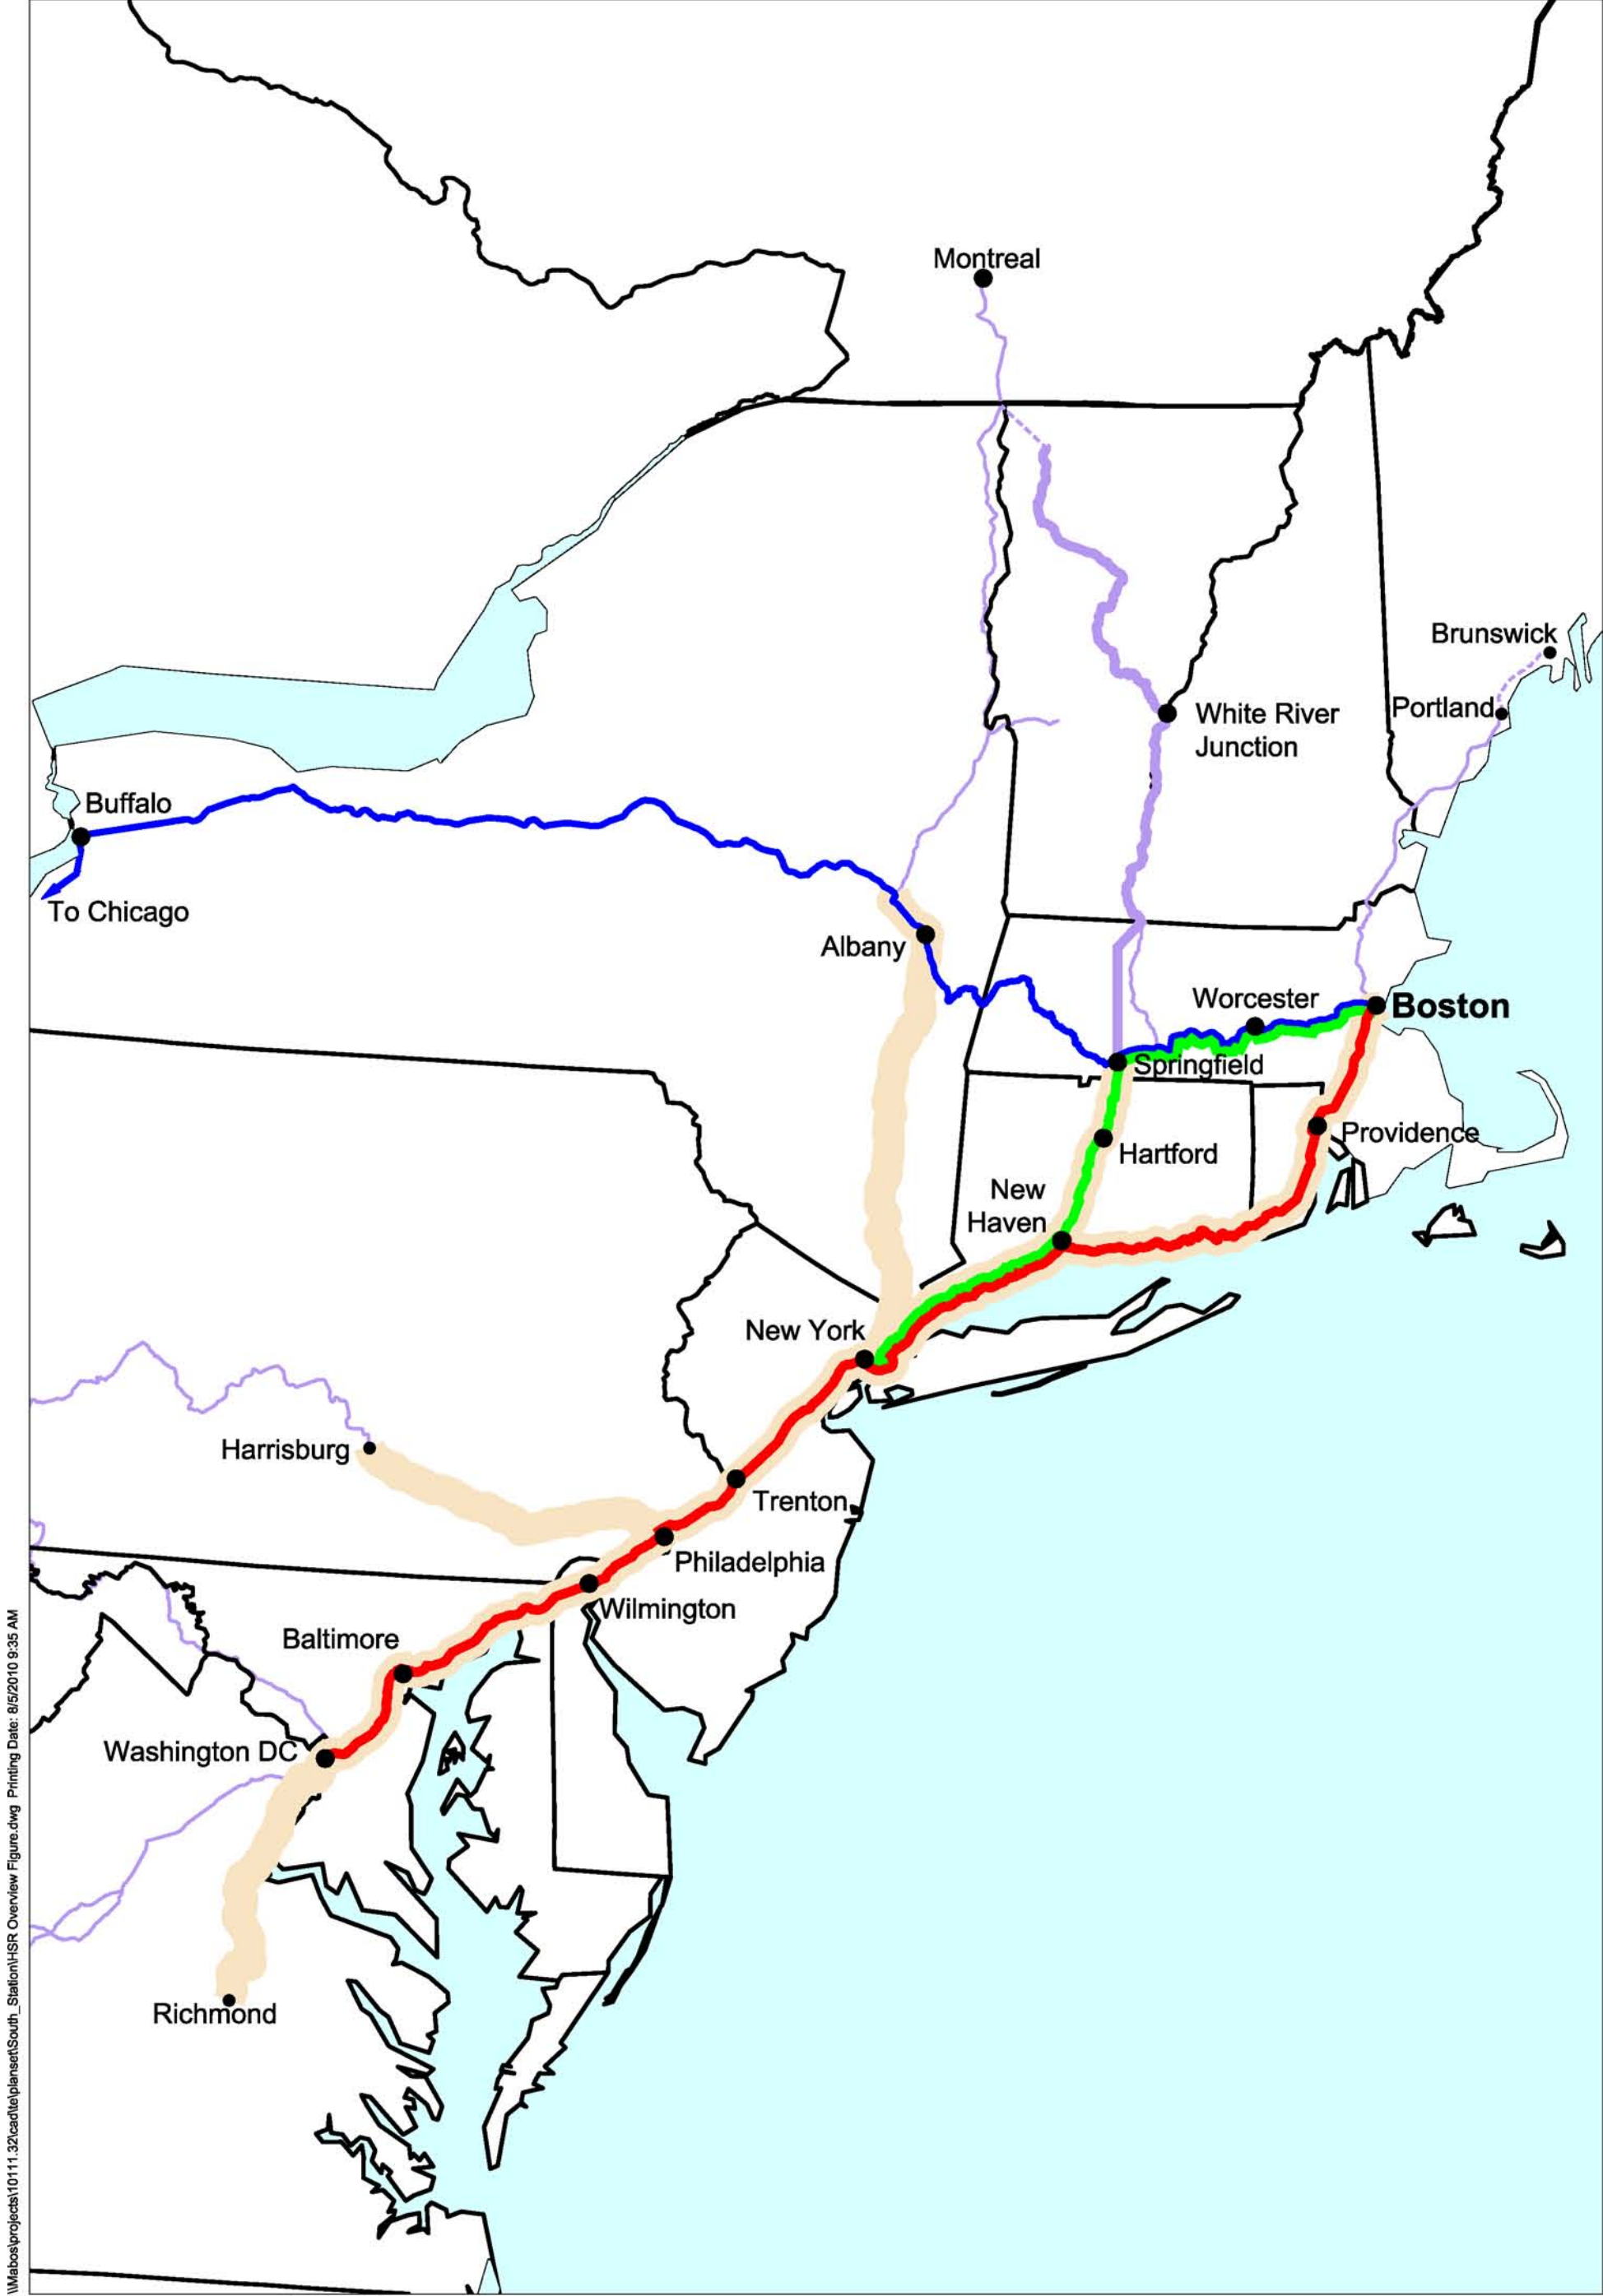 Montreal
Brunswick
White River
Junction
Portland
Buffalo
To Chicago
Albany
Worcester
Boston
Springfield
Providence
Hartford
New
Haven
New York
Harrisburg
Trenton
Philadelphia
Wilmington
Baltimore
Washington DC
Richmond
\\Mabos\projects\10111.32\cad\te\planset\South_Station\HSR Overview Figure.dwg Printing Date: 8/5/2010 9:35 AM